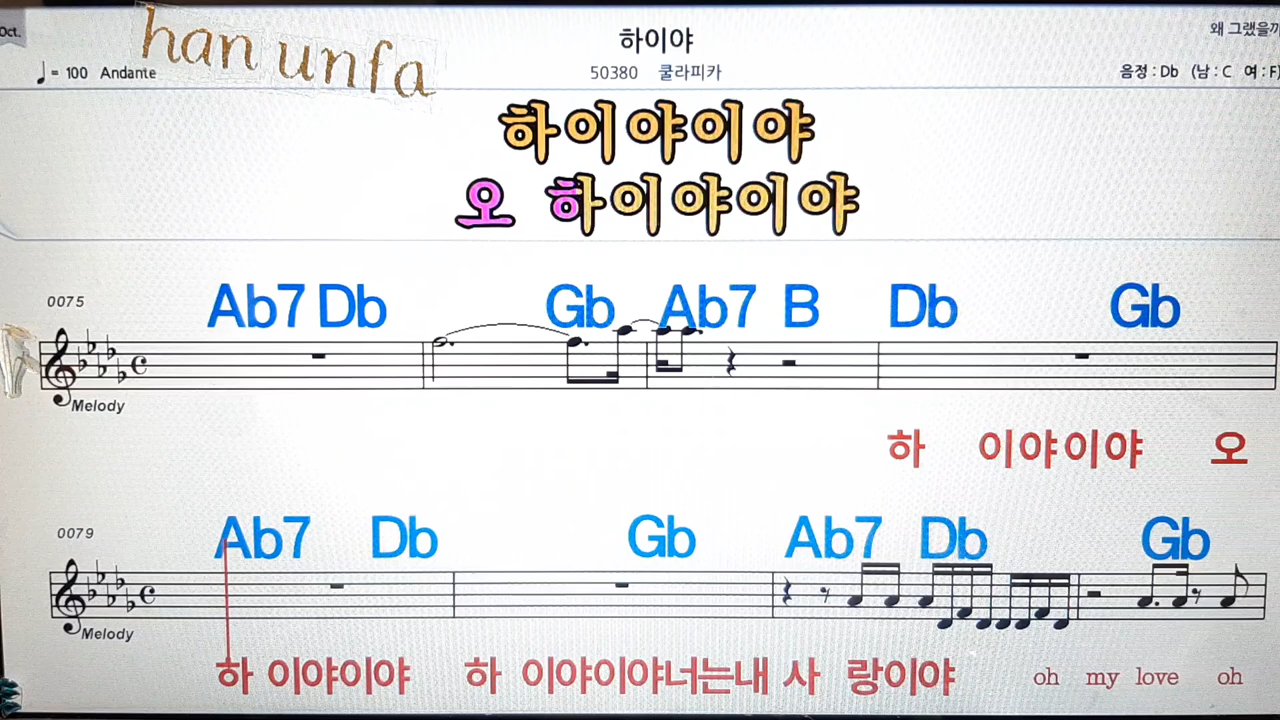 Oct.
han unfa
하이야
왜 그랬을까
♩= 100 Andante
50380 쿨라피카
음정 : Db (남 : C 여 : F)
하이야이야
오 하이야이야
0075
Ab7 Db Gb Ab7 B Db Gb
Melody
하 이야이야 오
0079
Ab7 Db Gb Ab7 Db Gb
Melody
하 이야이야 하 이야이야너는내 사 랑이야 oh my love oh